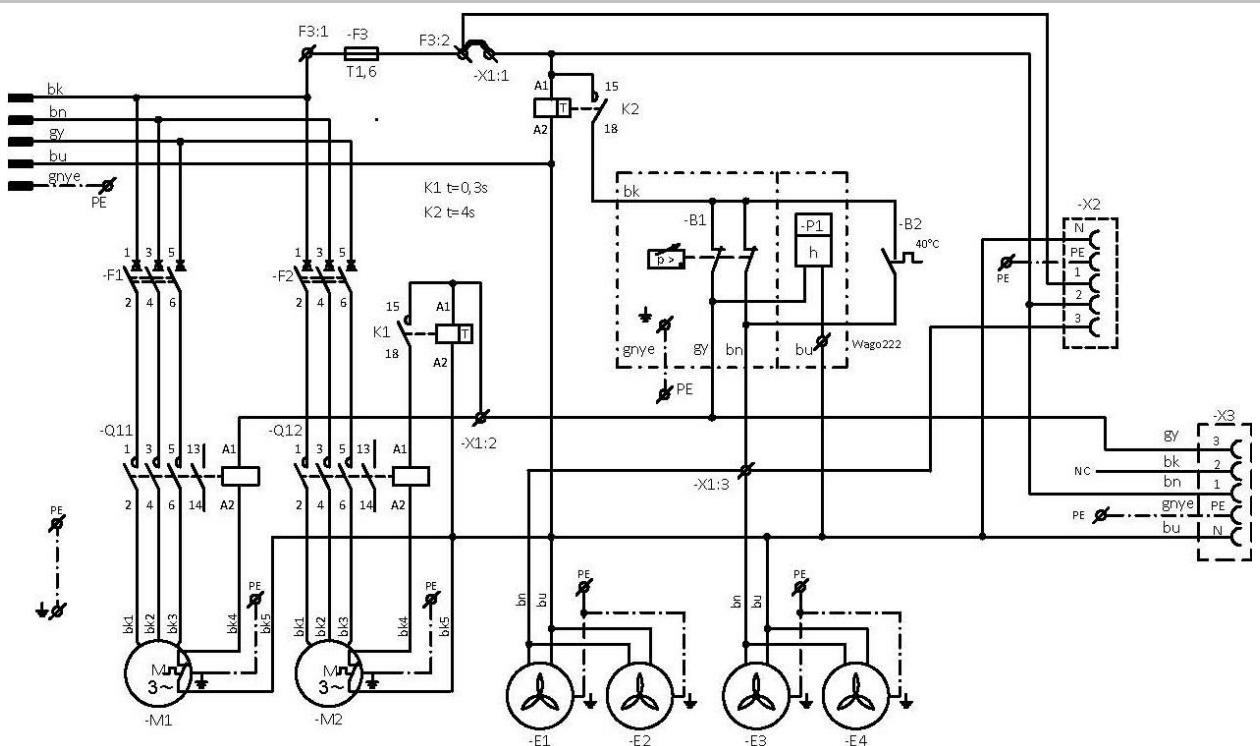 F3:1
-F3
T1,6
F3:2
-X1:1
bk
bn
gy
bu
gnye
PE
A1
T
A2
15
K2
18
K1 t=0,3s
K2 t=4s
bk
-B1
p >
-P1
h
-B2
40°C
gnye
gy
bn
bu
Wago222
PE
-X2
N
PE
1
2
3
PE
1
3
5
-F1
2
4
6
1
3
5
-F2
2
4
6
15
K1
18
A1
T
A2
-X1:2
-X1:3
-Q11
1
3
5
13
A1
2
4
6
14
A2
-Q12
1
3
5
13
A1
2
4
6
14
A2
-X3
gy
3
NC
bk
2
bn
1
PE
gnye
PE
bu
N
PE
bk1
bk2
bk3
bk4
PE
bk5
M
3~
-M1
bk1
bk2
bk3
bk4
PE
bk5
M
3~
-M2
bn
bu
PE
-E1
-E2
bn
bu
PE
-E3
-E4